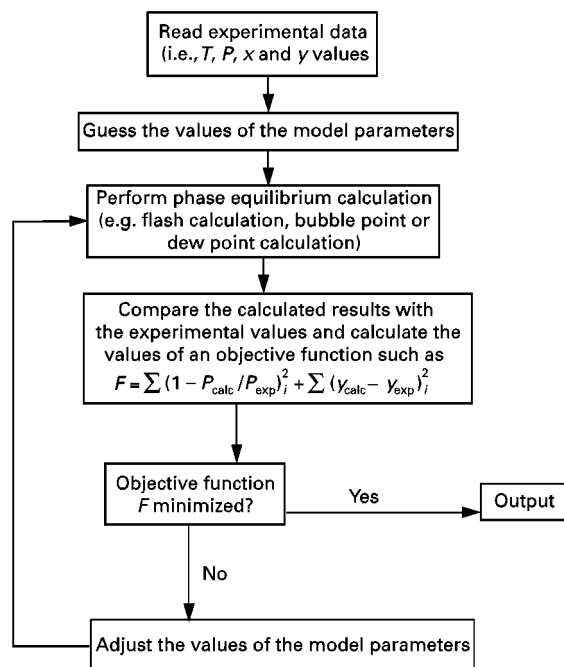 Read experimental data
(i.e., T, P, x and y values
Guess the values of the model parameters
Perform phase equilibrium calculation
(e.g. flash calculation, bubble point or
dew point calculation)
Compare the calculated results with
the experimental values and calculate the
values of an objective function such as
F = ∑ (1 − P_calc /P_exp)²_i + ∑ (y_calc − y_exp)²_i
Objective function
F minimized?
Yes
Output
No
Adjust the values of the model parameters